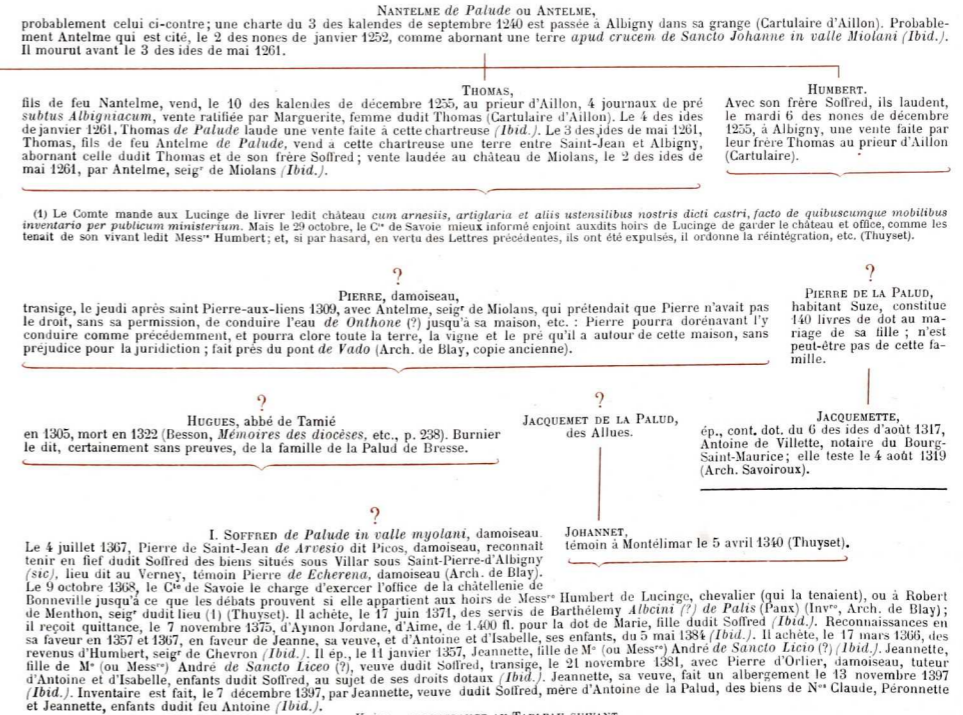 NANTELME de Palude ou ANTELME,
probablement celui ci-contre; une charte du 3 des kalendes de septembre 1240 est passée à Albigny dans sa grange (Cartulaire d'Aillon). Probable-
ment Antelme qui est cité, le 2 des nones de janvier 1252, comme abornant une terre apud crucem de Sancto Johanne in valle Miolani (Ibid.).
Il mourut avant le 3 des ides de mai 1261.
THOMAS,
fils de feu Nantelme, vend, le 10 des kalendes de décembre 1255, au prieur d'Aillon, 4 journaux de pré
subtus Albigniacum, vente ratifiée par Marguerite, femme dudit Thomas (Cartulaire d'Aillon). Le 4 des ides
de janvier 1261, Thomas de Palude laude une vente faite à cette chartreuse (Ibid.). Le 3 des ides de mai 1261,
Thomas, fils de feu Antelme de Palude, vend a cette chartreuse une terre entre Saint-Jean et Albigny,
abornant celle dudit Thomas et de son frère Soffred; vente laudée au château de Miolans, le 2 des ides de
mai 1261, par Antelme, seigr de Miolans (Ibid.).
HUMBERT.
Avec son frère Soffred, ils laudent,
le mardi 6 des nones de décembre
1255, à Albigny, une vente faite par
leur frère Thomas au prieur d'Aillon
(Cartulaire).
(1) Le Comte mande aux Lucinge de livrer ledit château cum arnesiis, artiglaria et aliis ustensilibus nostris dicti castri, facto de quibuscumque mobilibus
inventario per publicum ministerium. Mais le 29 octobre, le Cte de Savoie mieux informé enjoint auxdits hoirs de Lucinge de garder le château et office, comme les
tenait de son vivant ledit Messre Humbert; et, si par hasard, en vertu des Lettres précédentes, ils ont été expulsés, il ordonne la réintégration, etc. (Thuyset).
?
PIERRE, damoiseau,
transige, le jeudi après saint Pierre-aux-liens 1309, avec Antelme, seigr de Miolans, qui prétendait que Pierre n'avait pas
le droit, sans sa permission, de conduire l'eau de Onthone (?) jusqu'à sa maison, etc. : Pierre pourra dorénavant l'y
conduire comme précédemment, et pourra clore toute la terre, la vigne et le pré qu'il a autour de cette maison, sans
préjudice pour la juridiction; fait près du pont de Vado (Arch. de Blay, copie ancienne).
?
PIERRE DE LA PALUD,
habitant Suze, constitue
140 livres de dot au ma-
riage de sa fille; n'est
peut-être pas de cette fa-
mille.
?
HUGUES, abbé de Tamié
en 1305, mort en 1322 (Besson, Mémoires des diocèses, etc., p. 238). Burnier
le dit, certainement sans preuves, de la famille de la Palud de Bresse.
?
JACQUEMET DE LA PALUD,
des Allues.
JACQUEMETTE,
ép., cont. dot. du 6 des ides d'août 1317,
Antoine de Villette, notaire du Bourg-
Saint-Maurice; elle teste le 4 août 1319
(Arch. Savoiroux).
JOHANNET,
témoin à Montélimar le 5 avril 1340 (Thuyset).
?
I. SOFFRED de Palude in valle myolani, damoiseau.
Le 4 juillet 1367, Pierre de Saint-Jean de Arvesio dit Picos, damoiseau, reconnaît
tenir en fief dudit Soffred des biens situés sous Villar sous Saint-Pierre-d'Albigny
(sic), lieu dit au Verney, témoin Pierre de Echerena, damoiseau (Arch. de Blay).
Le 9 octobre 1368, le Cte de Savoie le charge d'exercer l'office de la châtellenie de
Bonneville jusqu'à ce que les débats prouvent si elle appartient aux hoirs de Messre Humbert de Lucinge, chevalier (qui la tenaient), ou à Robert
de Menthon, seigr dudit lieu (1) (Thuyset). Il achète, le 17 juin 1371, des servis de Barthélemy Albcini (?) de Palis (Paux) (Invre, Arch. de Blay);
il reçoit quittance, le 7 novembre 1375, d'Aymon Jordane, d'Aime, de 1.400 fl. pour la dot de Marie, fille dudit Soffred (Ibid.). Reconnaissances en
sa faveur en 1357 et 1367, en faveur de Jeanne, sa veuve, et d'Antoine et d'Isabelle, ses enfants, du 5 mai 1384 (Ibid.). Il achète, le 17 mars 1366, des
revenus d'Humbert, seigr de Chevron (Ibid.). Il ép., le 11 janvier 1357, Jeannette, fille de Me (ou Messre) André de Sancto Licio (?) (Ibid.). Jeannette,
fille de Me (ou Messre) André de Sancto Liceo (?), veuve dudit Soffred, transige, le 21 novembre 1381, avec Pierre d'Orlier, damoiseau, tuteur
d'Antoine et d'Isabelle, enfants dudit Soffred, au sujet de ses droits dotaux (Ibid.). Jeannette, sa veuve, fait un albergement le 13 novembre 1397
(Ibid.). Inventaire est fait, le 7 décembre 1397, par Jeannette, veuve dudit Soffred, mère d'Antoine de la Palud, des biens de Nes Claude, Péronnette
et Jeannette, enfants dudit feu Antoine (Ibid.).